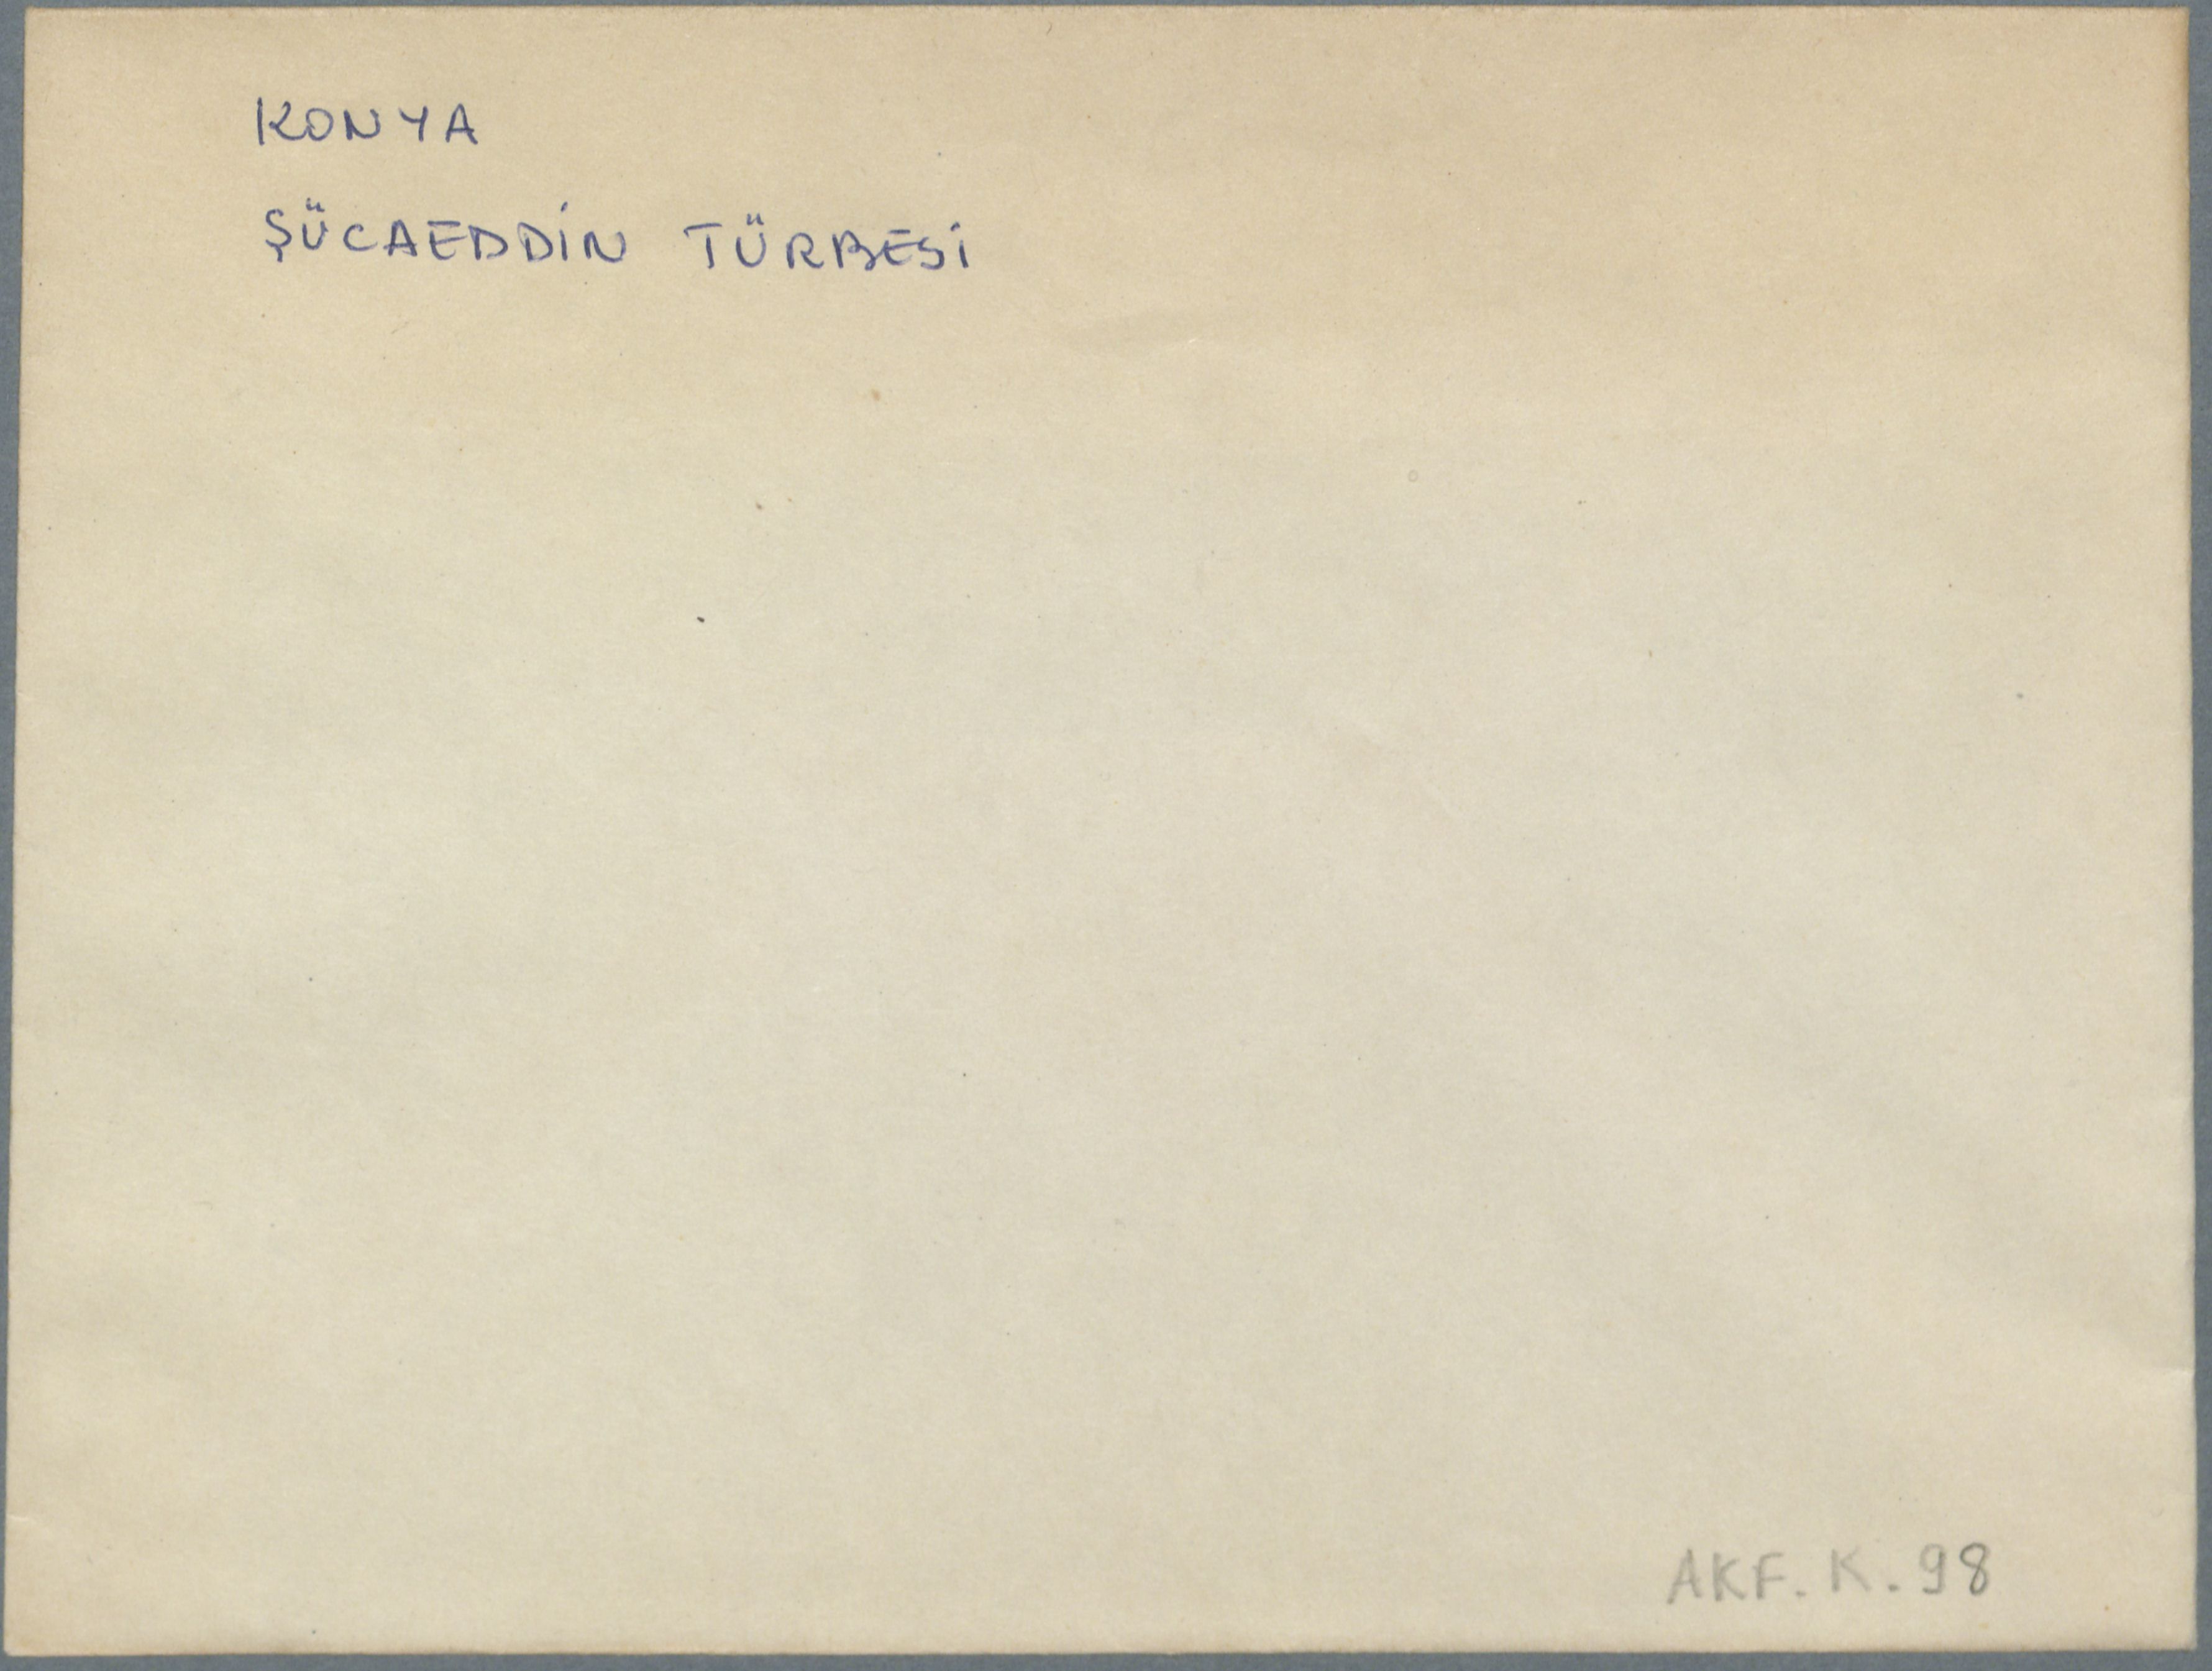 KONYA
ŞÜCAEDDİN TÜRBESİ
AKF. K. 98